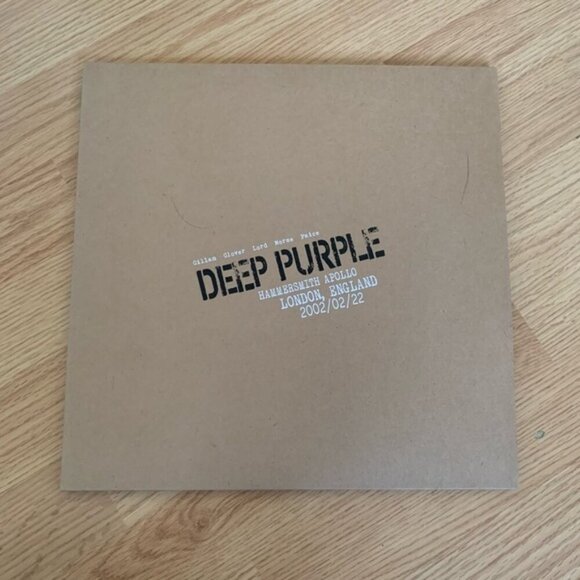 Gillan Glover Lord Morse Paice
DEEP PURPLE
HAMMERSMITH APOLLO
LONDON, ENGLAND
2002/02/22